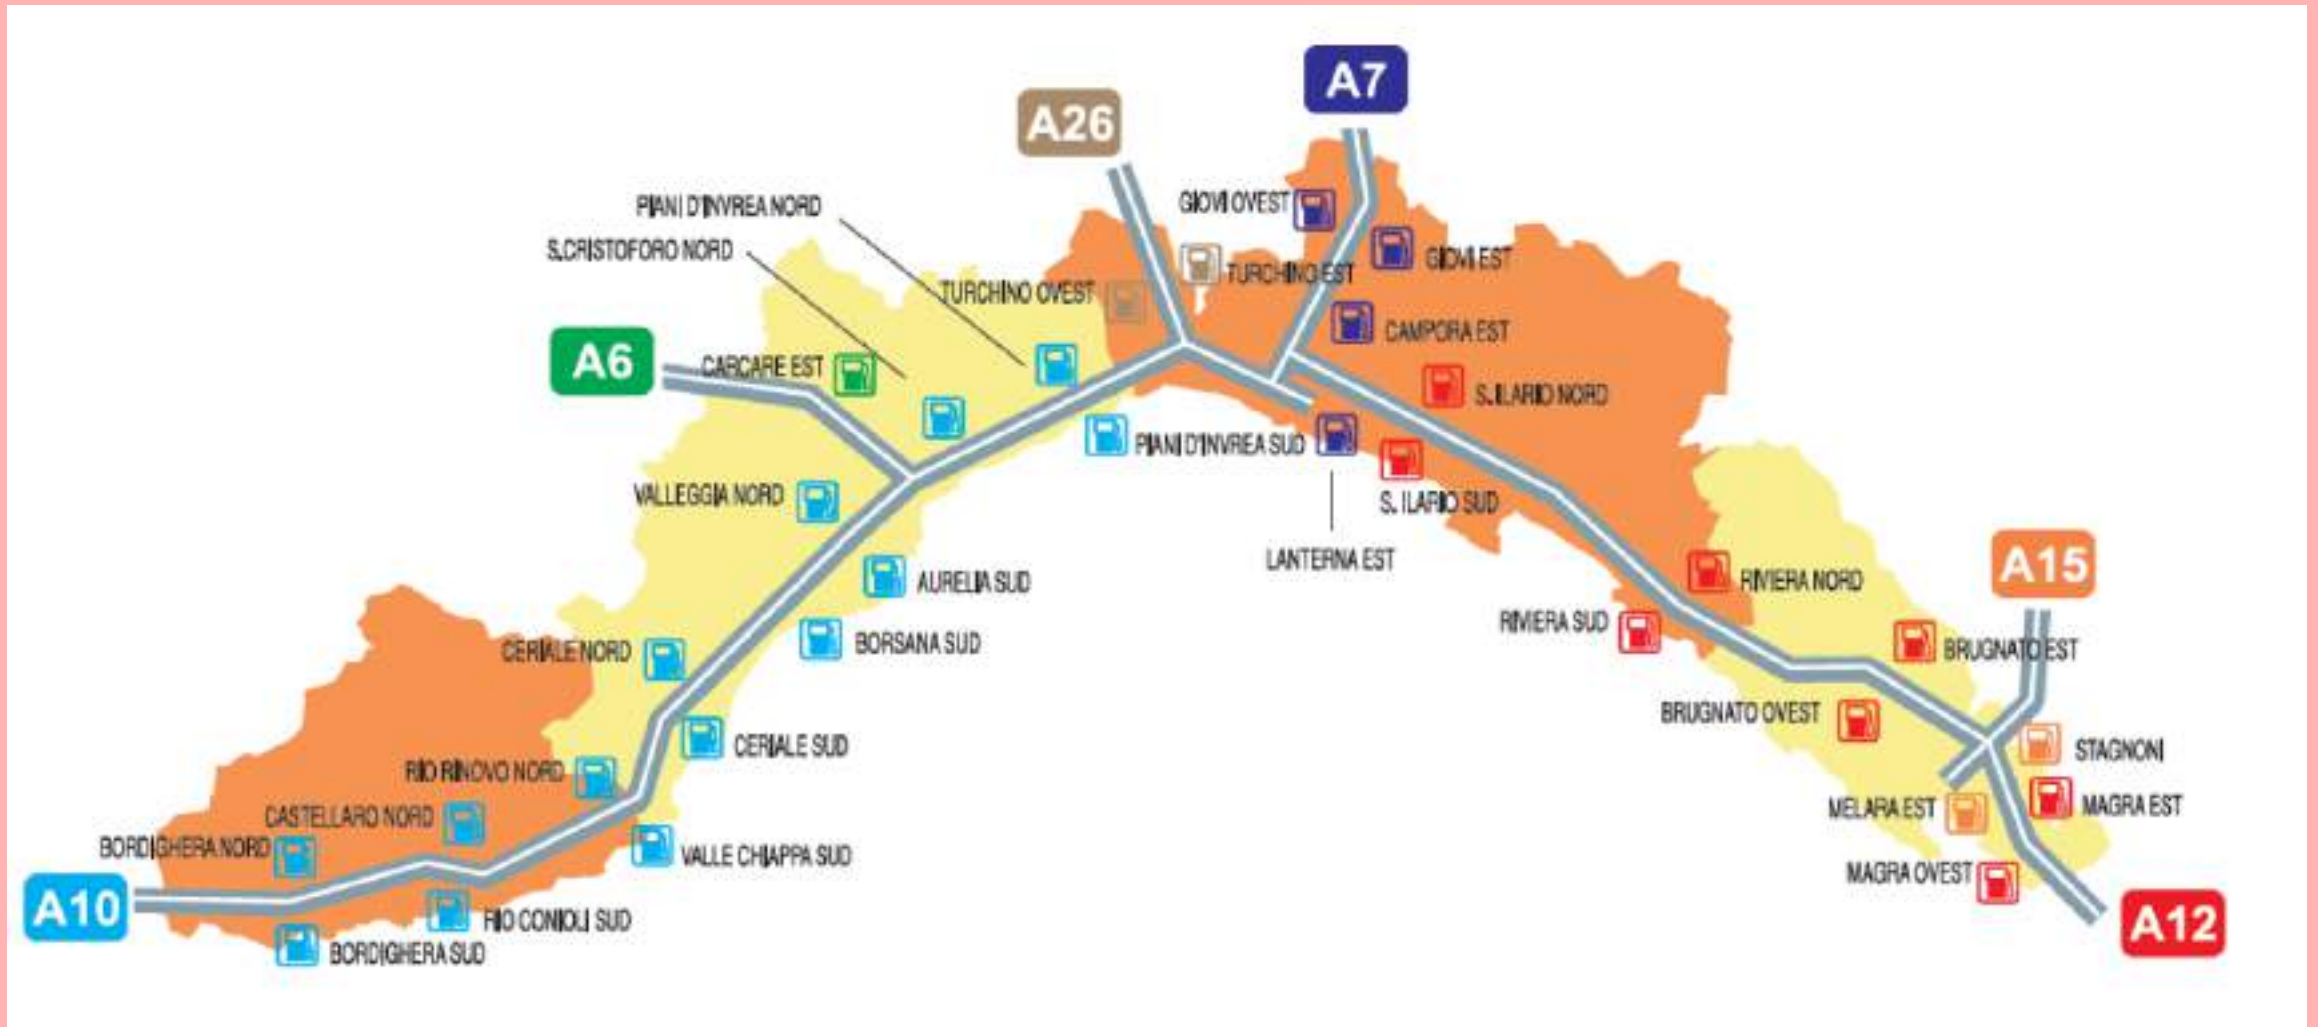 A7
A26
PIANI D'INVREA NORD
GIOVI OVEST
S.CRISTOFORO NORD
GIOVI EST
TURCHINO EST
TURCHINO OVEST
CAMPORA EST
A6
CARCARE EST
S. ILARIO NORD
PIANI D'INVREA SUD
VALLEGGIA NORD
S. ILARIO SUD
LANTERNA EST
A15
AURELIA SUD
RIVIERA NORD
RIVIERA SUD
BORSANA SUD
CERIALE NORD
BRUGNATO EST
BRUGNATO OVEST
CERIALE SUD
STAGNONI
RIO RINOVO NORD
MAGRA EST
MELARA EST
CASTELLARO NORD
BORDIGHERA NORD
VALLE CHIAPPA SUD
MAGRA OVEST
A10
RIO CONIOLI SUD
A12
BORDIGHERA SUD